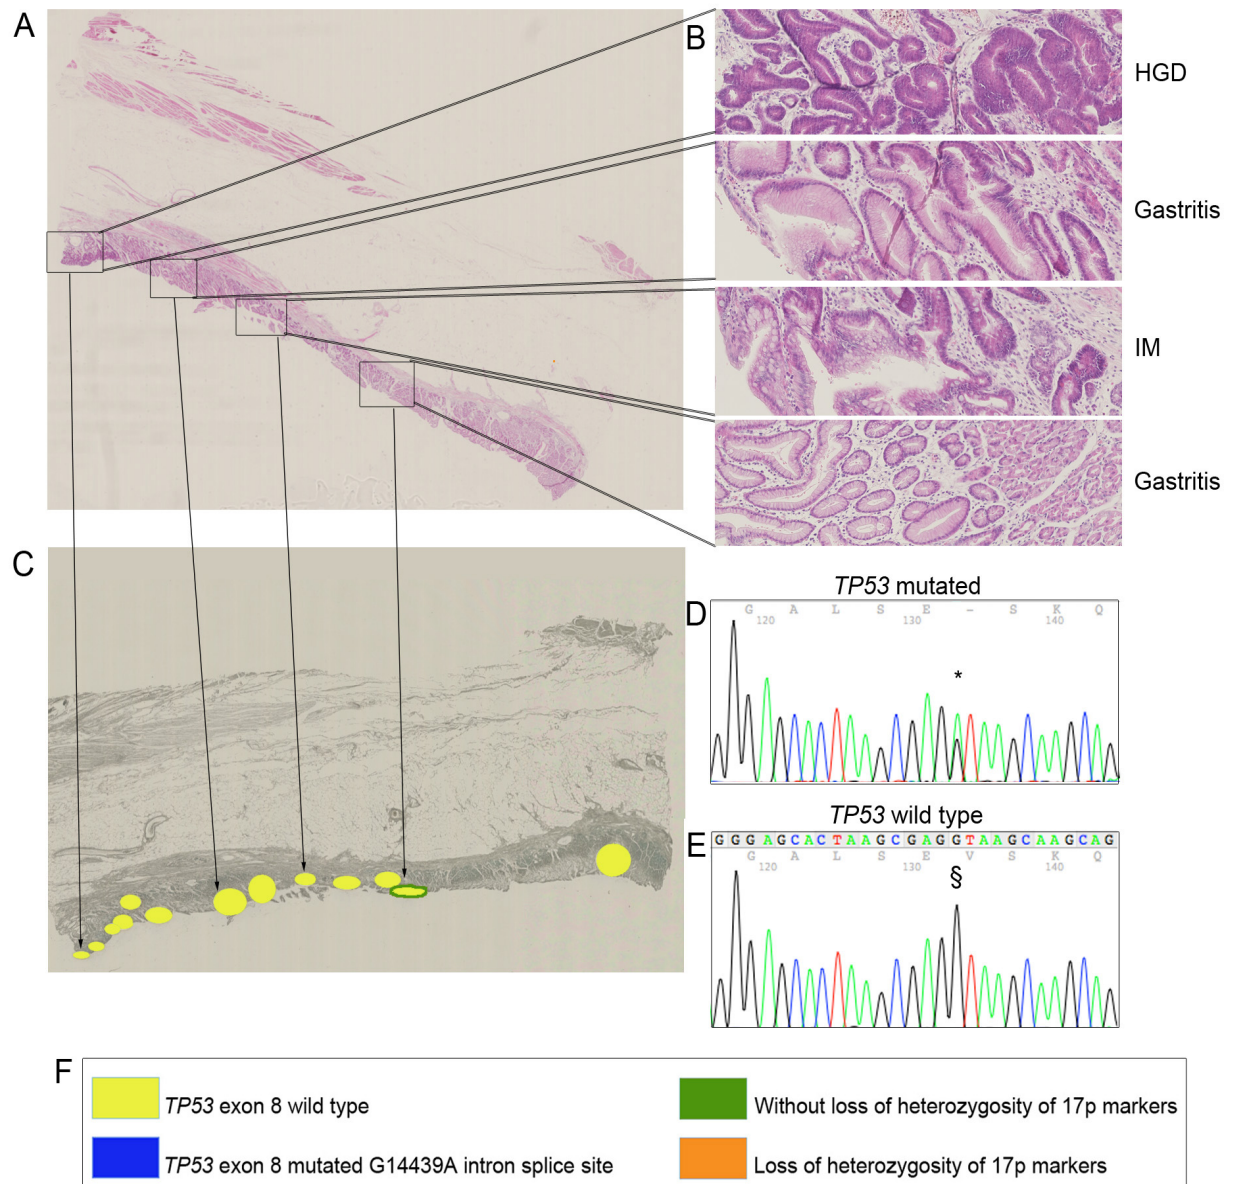 A
B
HGD
Gastritis
IM
Gastritis
C
TP53 mutated
D
G A L S E - S K Q
120 130 140
*
TP53 wild type
E
GGGAGCACTAAGCGAGGTAAGCAAGCAG
G A L S E V S K Q
120 130 140
§
F
TP53 exon 8 wild type
Without loss of heterozygosity of 17p markers
TP53 exon 8 mutated G14439A intron splice site
Loss of heterozygosity of 17p markers